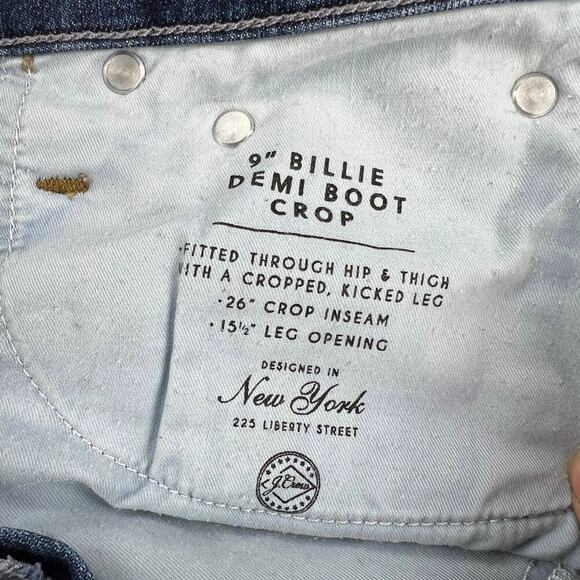 9" BILLIE
DEMI BOOT
CROP
·FITTED THROUGH HIP & THIGH
WITH A CROPPED, KICKED LEG
·26" CROP INSEAM
·15½" LEG OPENING
DESIGNED IN
New York
225 LIBERTY STREET
J.Crew